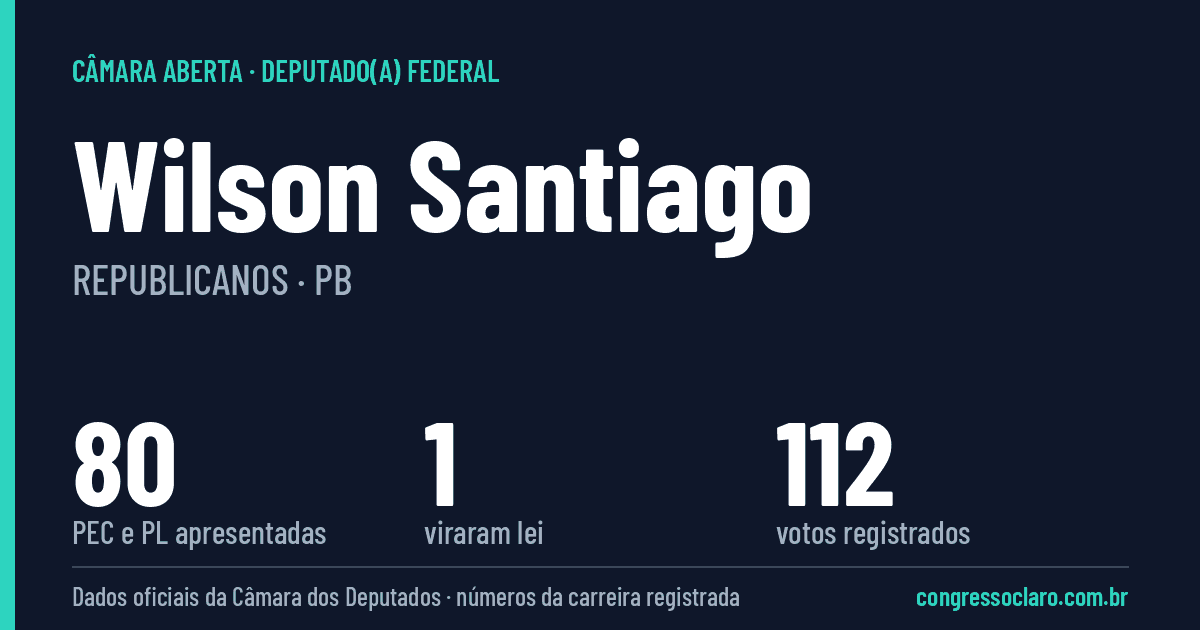 CÂMARA ABERTA · DEPUTADO(A) FEDERAL
Wilson Santiago
REPUBLICANOS · PB
80 1 112
PEC e PL apresentadas viraram lei votos registrados
Dados oficiais da Câmara dos Deputados · números da carreira registrada congressoclaro.com.br